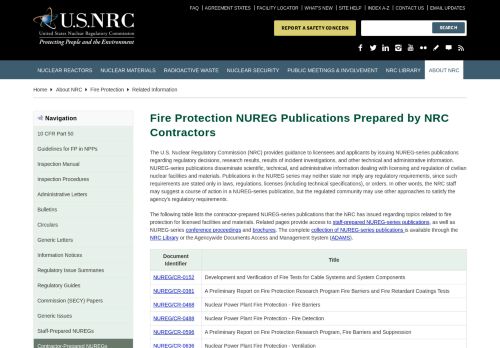 FAQ | AGREEMENT STATES | FACILITY LOCATOR | WHAT'S NEW | SITE HELP | INDEX A-Z | CONTACT US | EMAIL UPDATES
U.S.NRC
United States Nuclear Regulatory Commission
Protecting People and the Environment
REPORT A SAFETY CONCERN
SEARCH
NUCLEAR REACTORS NUCLEAR MATERIALS RADIOACTIVE WASTE NUCLEAR SECURITY PUBLIC MEETINGS & INVOLVEMENT NRC LIBRARY ABOUT NRC
Home About NRC Fire Protection Related Information
Navigation
10 CFR Part 50
Guidelines for FP in NPPs
Inspection Manual
Inspection Procedures
Administrative Letters
Bulletins
Circulars
Generic Letters
Information Notices
Regulatory Issue Summaries
Regulatory Guides
Commission (SECY) Papers
Generic Issues
Staff-Prepared NUREGs
Contractor-Prepared NUREGs
Fire Protection NUREG Publications Prepared by NRC
Contractors
The U.S. Nuclear Regulatory Commission (NRC) provides guidance to licensees and applicants by issuing NUREG-series publications
regarding regulatory decisions, research results, results of incident investigations, and other technical and administrative information.
NUREG-series publications disseminate scientific, technical, and administrative information dealing with licensing and regulation of civilian
nuclear facilities and materials. Publications in the NUREG series may neither state nor imply any regulatory requirements, since such
requirements are stated only in laws, regulations, licenses (including technical specifications), or orders. In other words, the NRC staff
may suggest a course of action in a NUREG-series publication, but the regulated community may use other approaches to satisfy the
agency's regulatory requirements.
The following table lists the contractor-prepared NUREG-series publications that the NRC has issued regarding topics related to fire
protection for licensed facilities and materials. Related pages provide access to staff-prepared NUREG-series publications, as well as
NUREG-series conference proceedings and brochures. The complete collection of NUREG-series publications is available through the
NRC Library or the Agencywide Documents Access and Management System (ADAMS).
Document
Identifier
Title
NUREG/CR-0152 Development and Verification of Fire Tests for Cable Systems and System Components
NUREG/CR-0381 A Preliminary Report on Fire Protection Research Program Fire Barriers and Fire Retardant Coatings Tests
NUREG/CR-0468 Nuclear Power Plant Fire Protection - Fire Barriers
NUREG/CR-0488 Nuclear Power Plant Fire Protection - Fire Detection
NUREG/CR-0596 A Preliminary Report on Fire Protection Research Program, Fire Barriers and Suppression
NUREG/CR-0636 Nuclear Power Plant Fire Protection - Ventilation